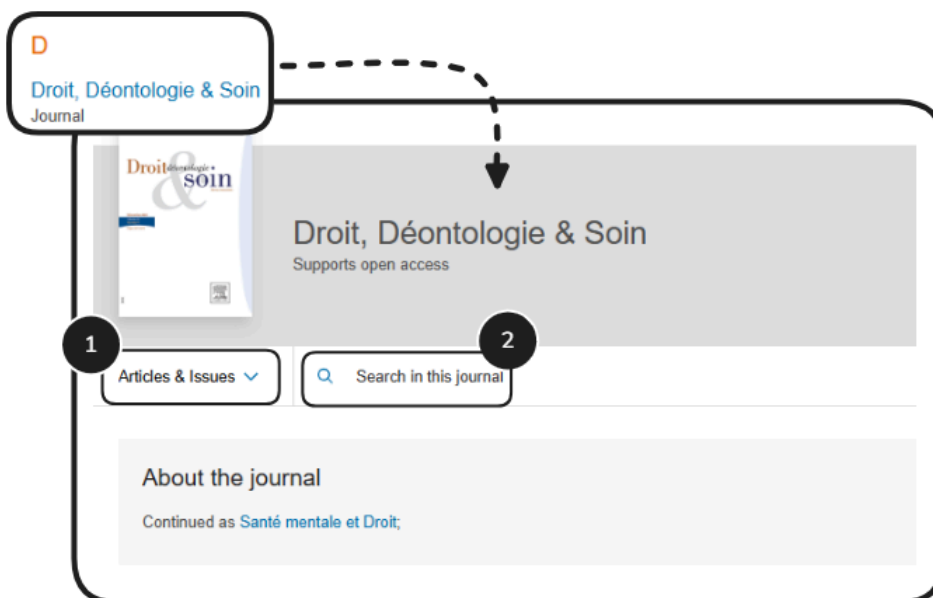 D
Droit, Déontologie & Soin
Journal
Droit déontologie •
& soin
Droit, Déontologie & Soin
Supports open access
1
2
Articles & Issues
Search in this journal
About the journal
Continued as Santé mentale et Droit;